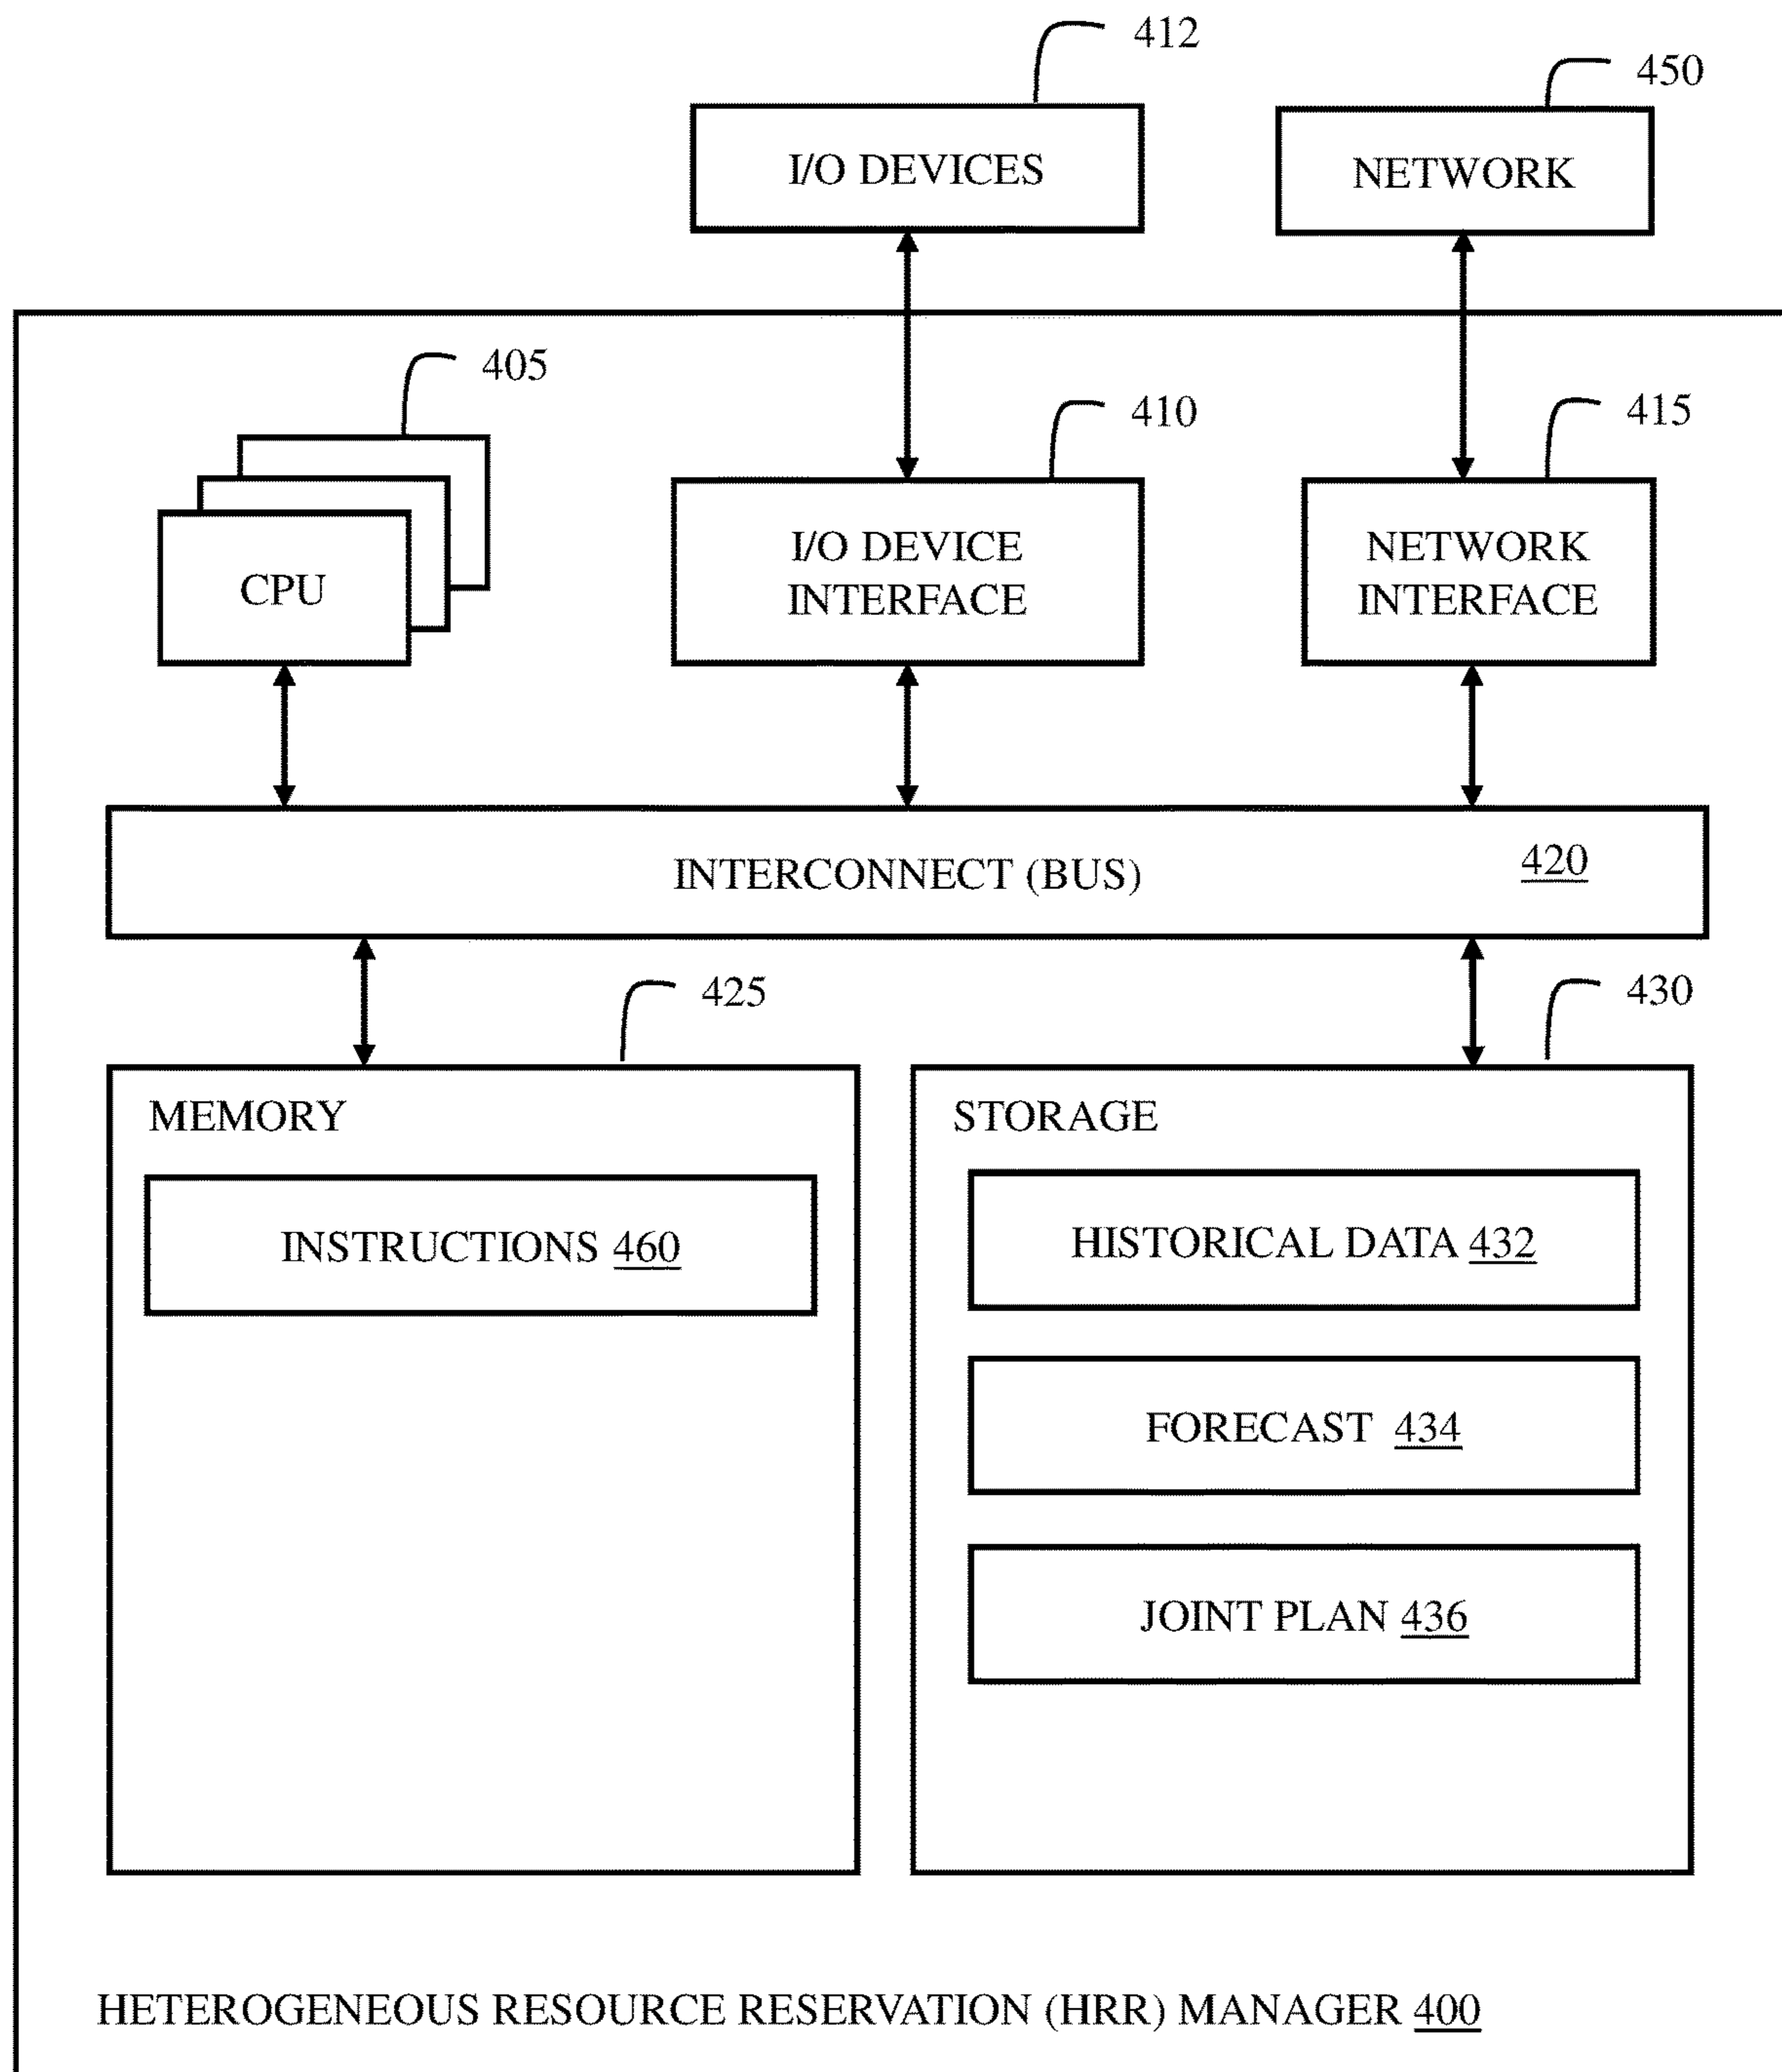 412
450
I/O DEVICES
NETWORK
405
410
415
CPU
I/O DEVICE
INTERFACE
NETWORK
INTERFACE
INTERCONNECT (BUS) 420
425
430
MEMORY
INSTRUCTIONS 460
STORAGE
HISTORICAL DATA 432
FORECAST 434
JOINT PLAN 436
HETEROGENEOUS RESOURCE RESERVATION (HRR) MANAGER 400